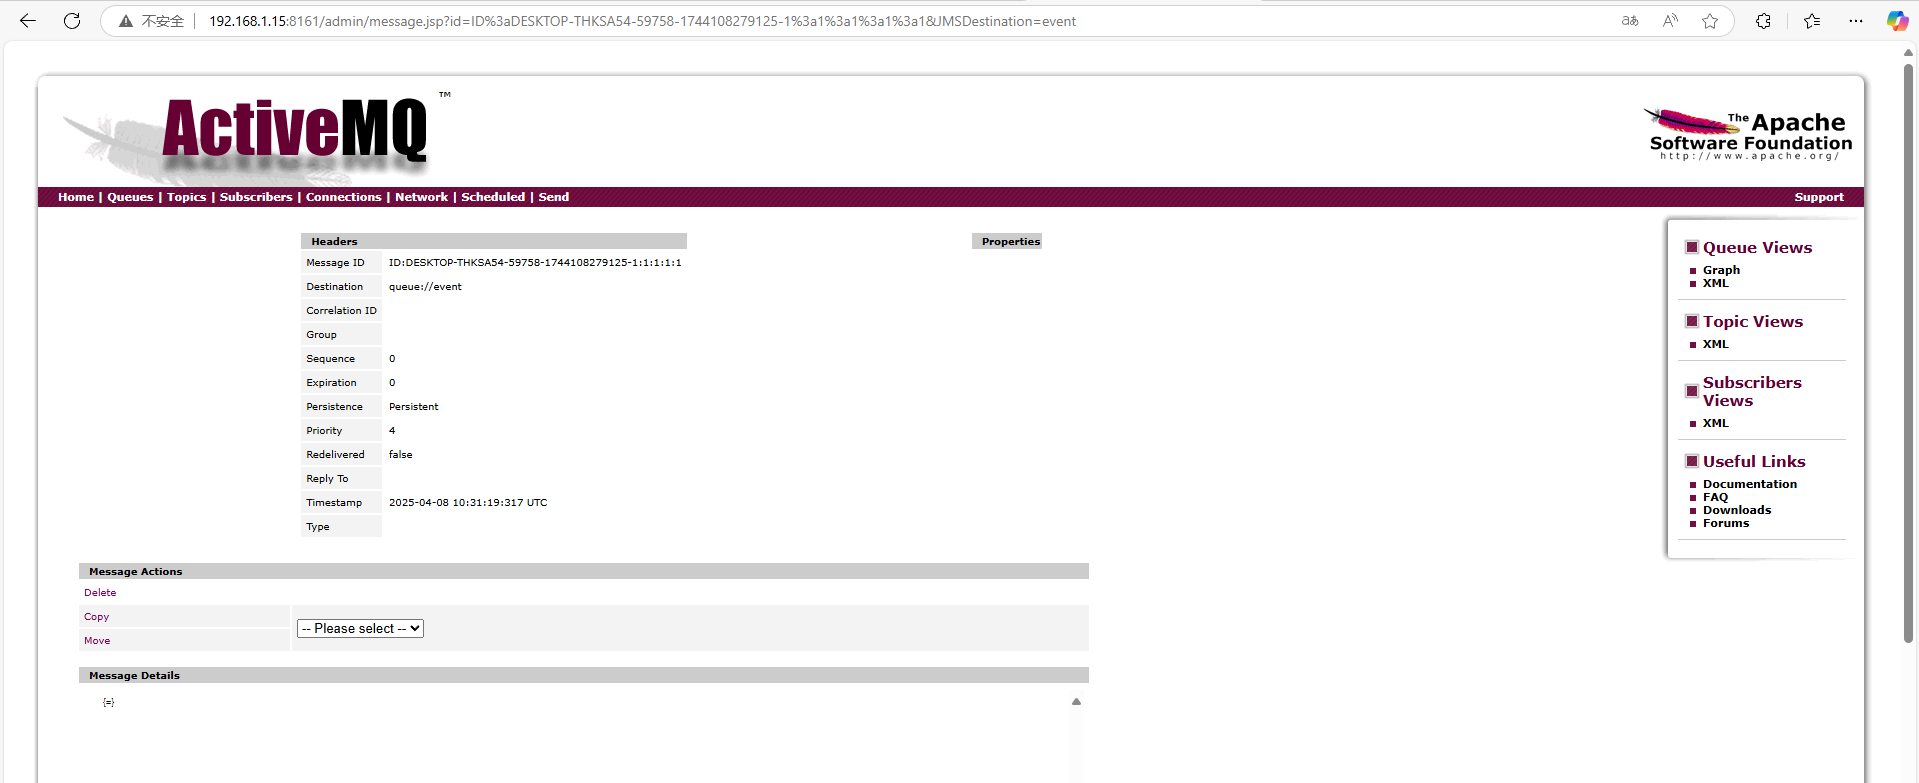 不安全 192.168.1.15:8161/admin/message.jsp?id=ID%3aDESKTOP-THKSA54-59758-1744108279125-1%3a1%3a1%3a1%3a1&JMSDestination=event
ActiveMQ ™
The Apache
Software Foundation
http://www.apache.org/
Home | Queues | Topics | Subscribers | Connections | Network | Scheduled | Send
Support
Headers
Message ID ID:DESKTOP-THKSA54-59758-1744108279125-1:1:1:1:1
Destination queue://event
Correlation ID
Group
Sequence 0
Expiration 0
Persistence Persistent
Priority 4
Redelivered false
Reply To
Timestamp 2025-04-08 10:31:19:317 UTC
Type
Properties
Message Actions
Delete
Copy
Move
-- Please select --
Message Details
{=}
Queue Views
Graph
XML
Topic Views
XML
Subscribers
Views
XML
Useful Links
Documentation
FAQ
Downloads
Forums